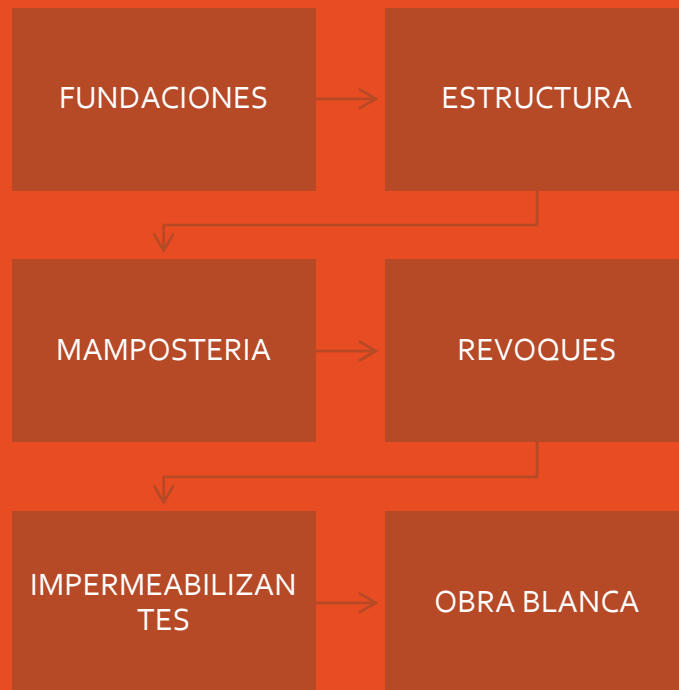 FUNDACIONES
ESTRUCTURA
MAMPOSTERIA
REVOQUES
IMPERMEABILIZAN
TES
OBRA BLANCA